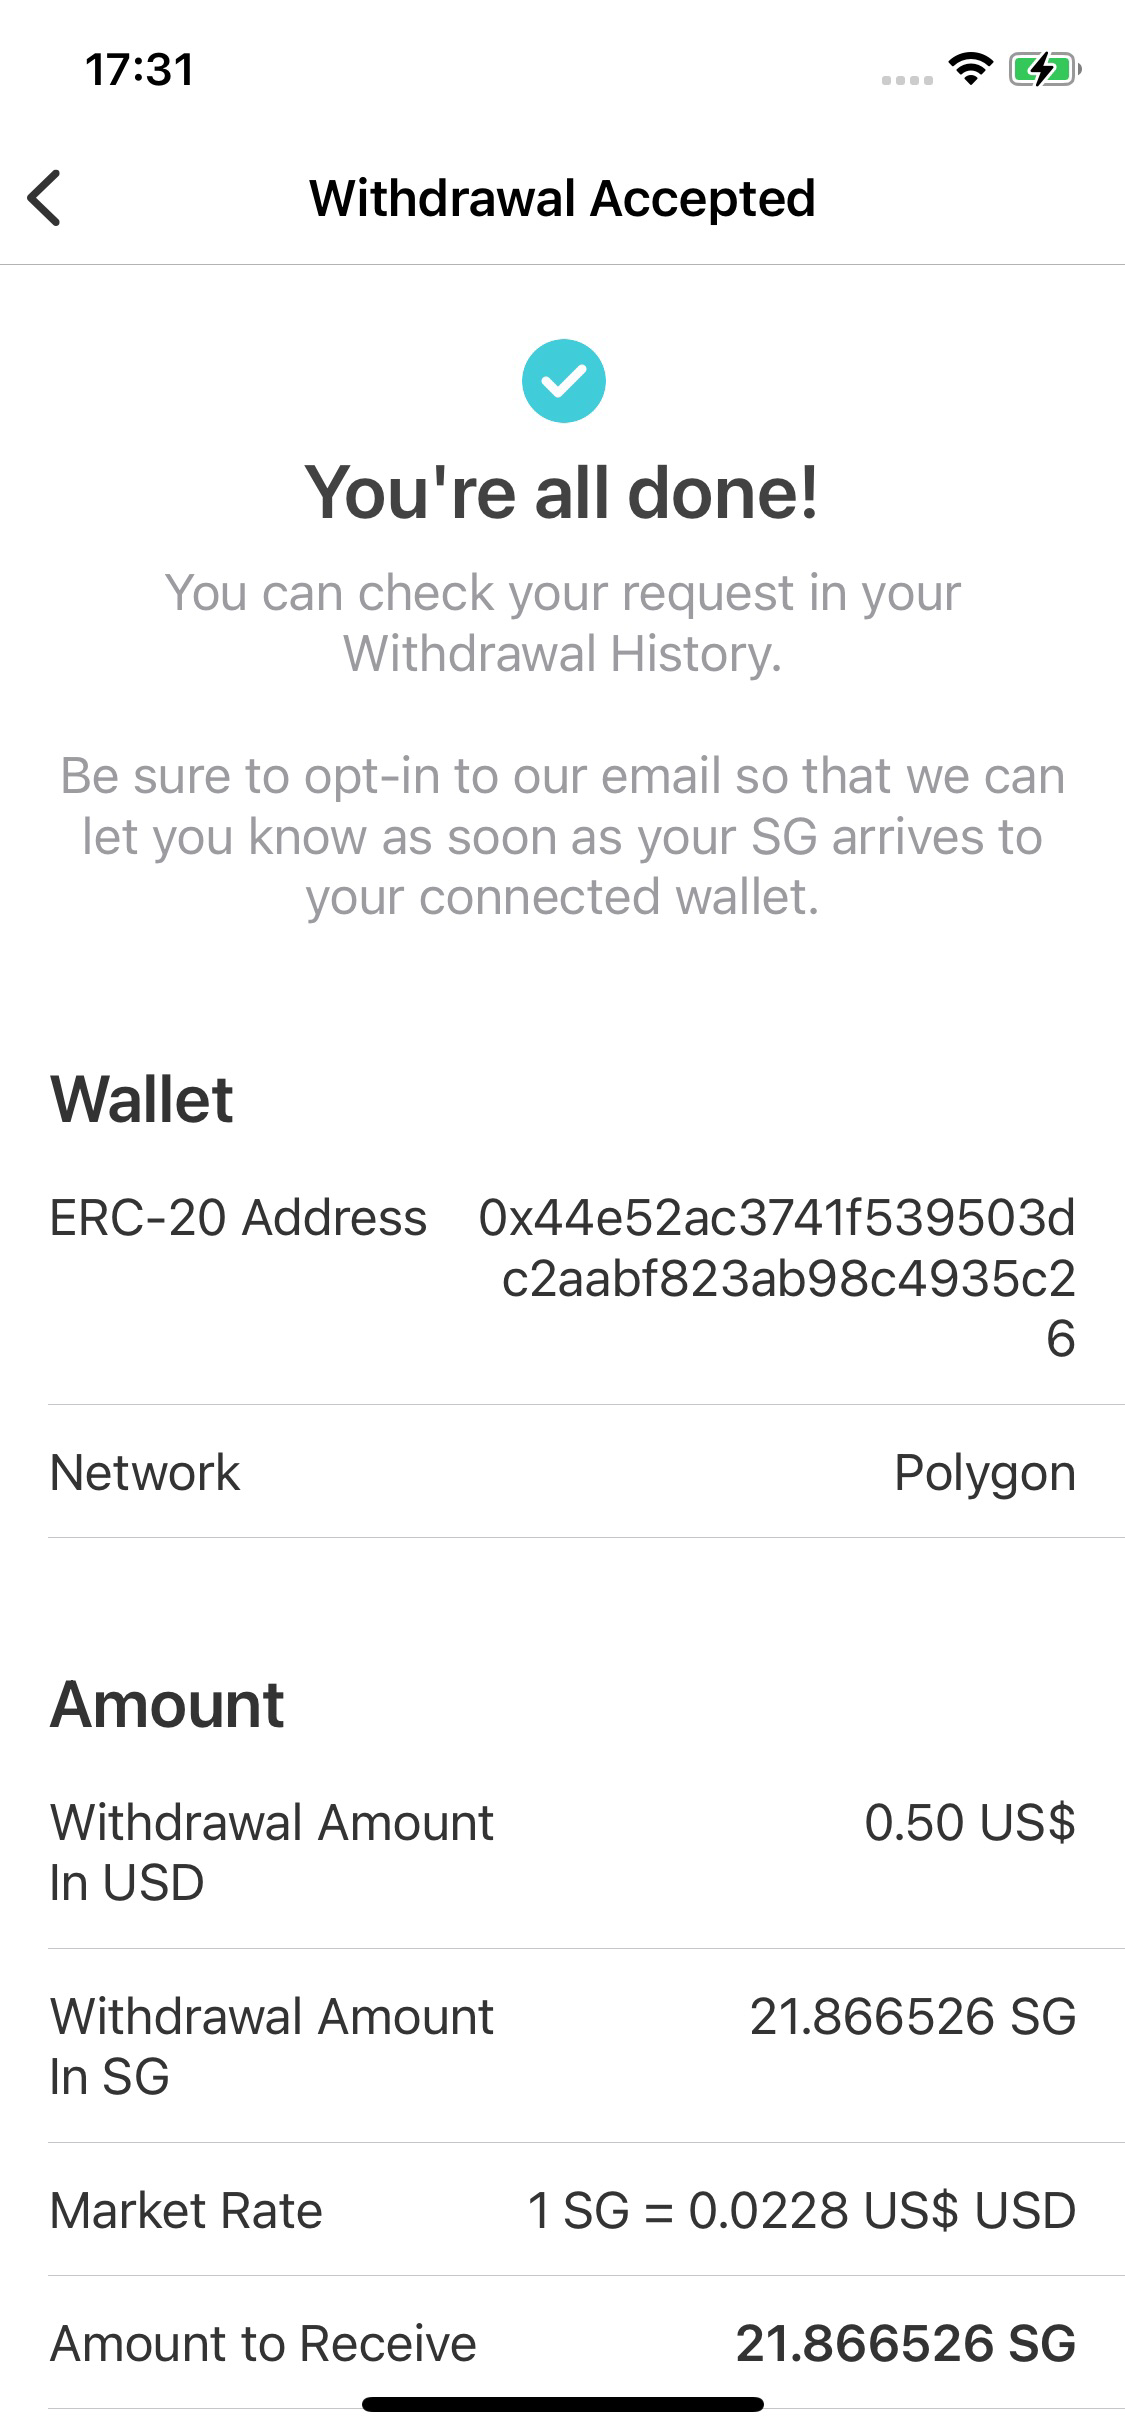 17:31
Withdrawal Accepted
You're all done!
You can check your request in your
Withdrawal History.
Be sure to opt-in to our email so that we can
let you know as soon as your SG arrives to
your connected wallet.
Wallet
ERC-20 Address 0x44e52ac3741f539503d
c2aabf823ab98c4935c2
6
Network Polygon
Amount
Withdrawal Amount 0.50 US$
In USD
Withdrawal Amount 21.866526 SG
In SG
Market Rate 1 SG = 0.0228 US$ USD
Amount to Receive 21.866526 SG